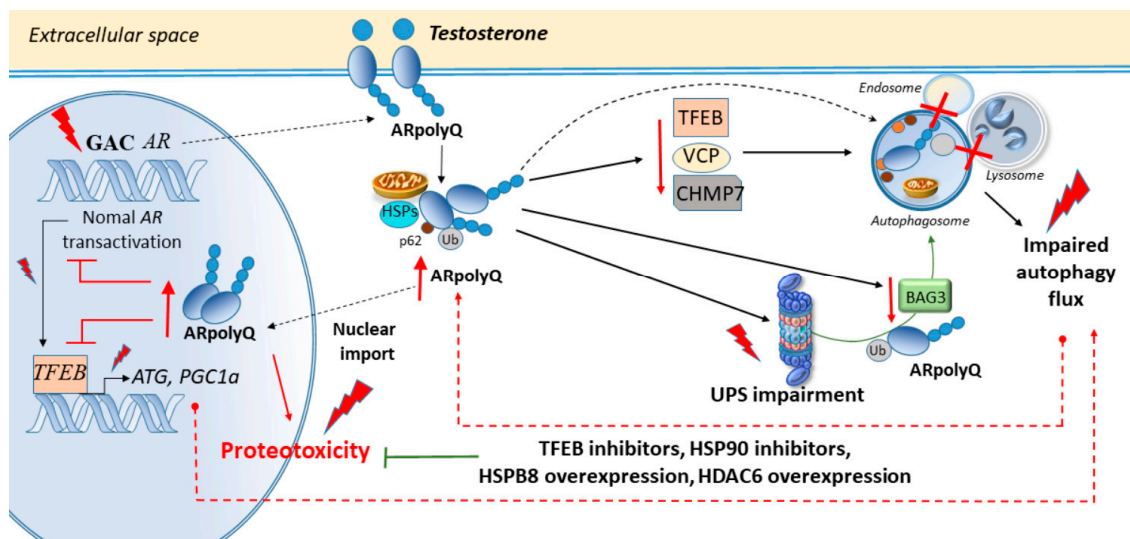 Extracellular space
Testosterone
ARpolyQ
GAC AR
Nomal AR
transactivation
ARpolyQ
TFEB
ATG, PGC1a
HSPs
p62
Ub
ARpolyQ
Nuclear
import
Proteotoxicity
TFEB
VCP
CHMP7
Endosome
Lysosome
Autophagosome
Impaired
autophagy
flux
BAG3
Ub
ARpolyQ
UPS impairment
TFEB inhibitors, HSP90 inhibitors,
HSPB8 overexpression, HDAC6 overexpression